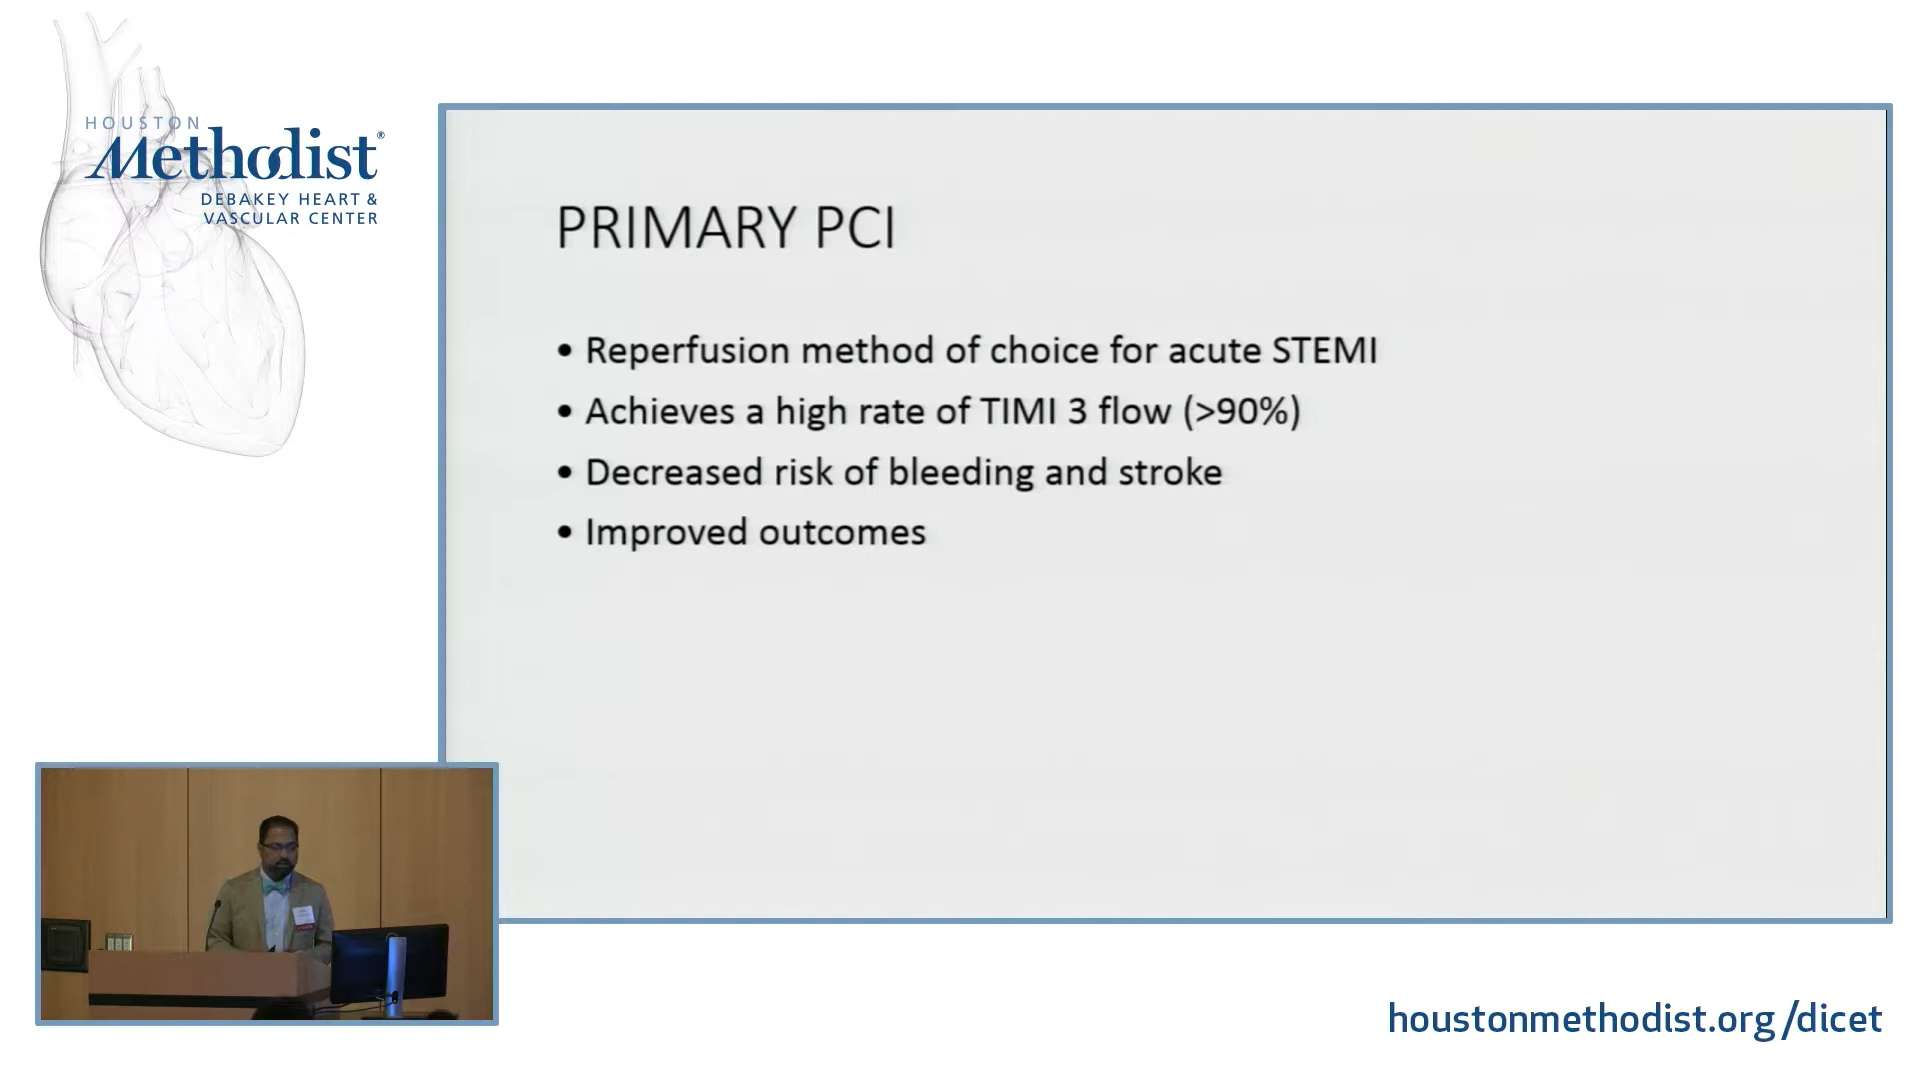 HOUSTON
Methodist®
DEBAKEY HEART &
VASCULAR CENTER
PRIMARY PCI
• Reperfusion method of choice for acute STEMI
• Achieves a high rate of TIMI 3 flow (>90%)
• Decreased risk of bleeding and stroke
• Improved outcomes
houstonmethodist.org/dicet